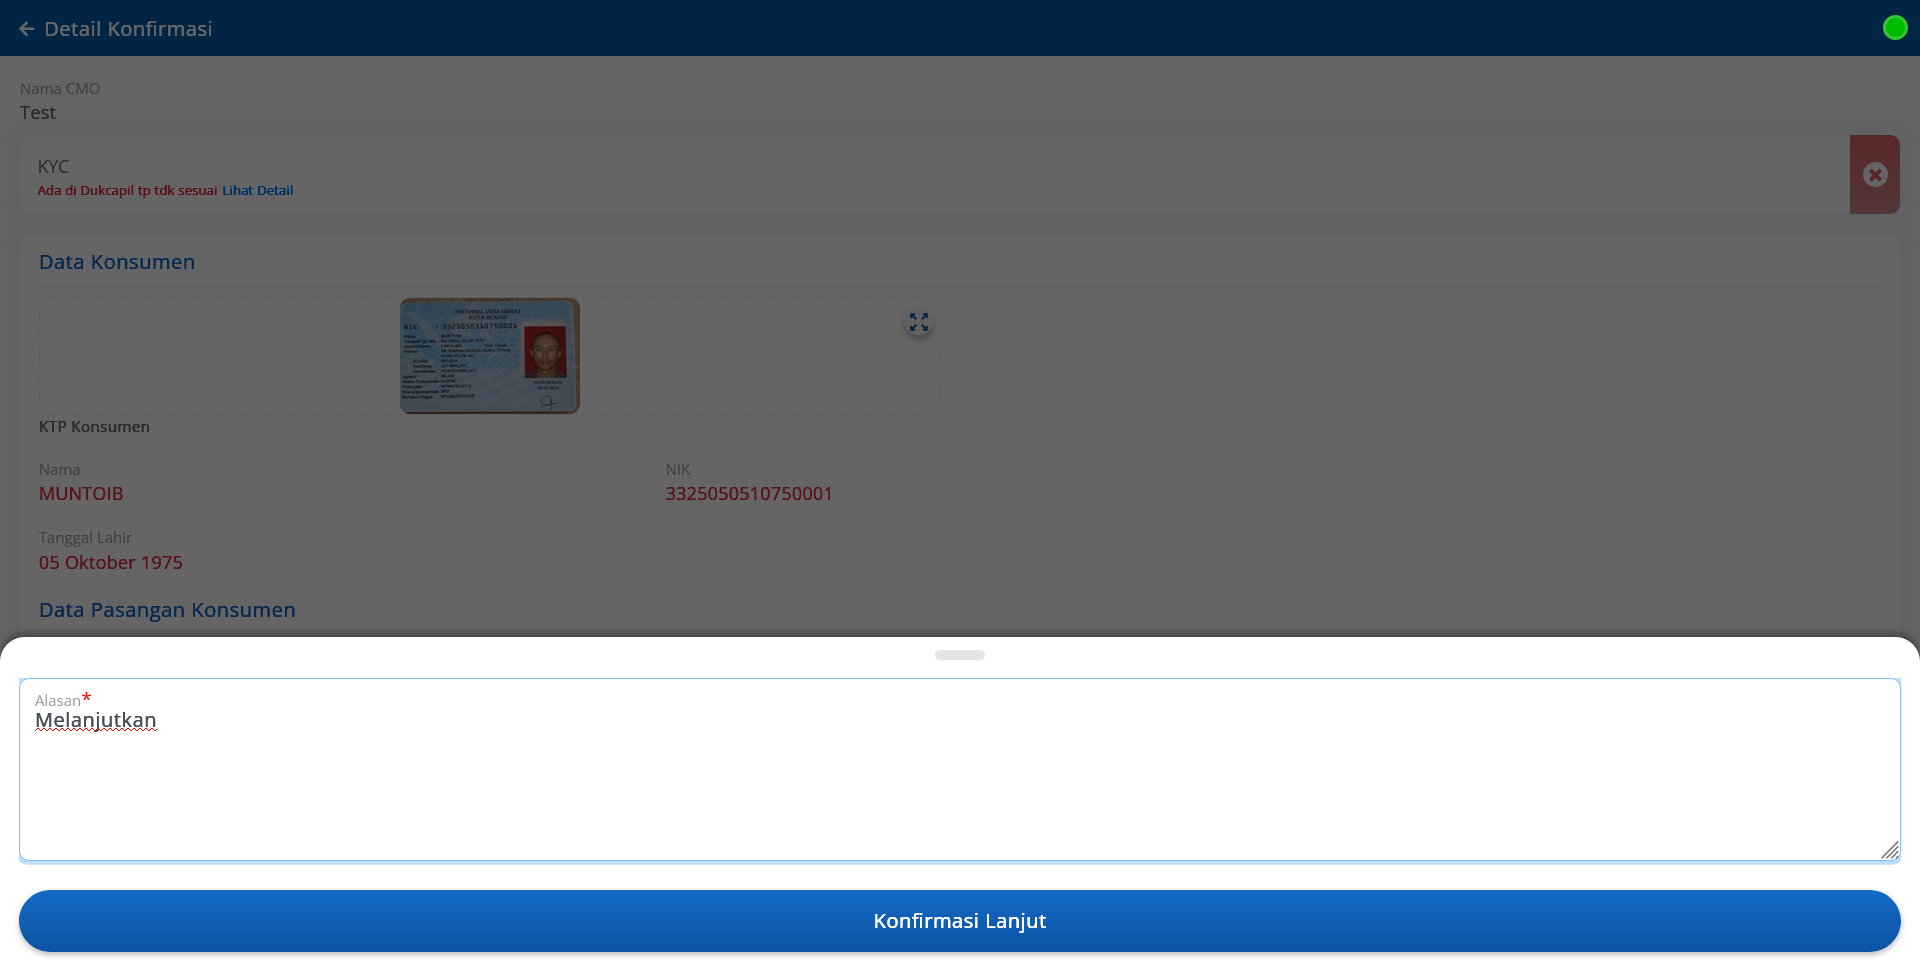 Detail Konfirmasi
Nama CMO
Test
KYC
Ada di Dukcapil tp tdk sesuai Lihat Detail
Data Konsumen
PROVINSI JAWA BARAT
KOTA BEKASI
NIK : 3325050510750001
KTP Konsumen
Nama
MUNTOIB
NIK
3325050510750001
Tanggal Lahir
05 Oktober 1975
Data Pasangan Konsumen
Alasan*
Melanjutkan
Konfirmasi Lanjut